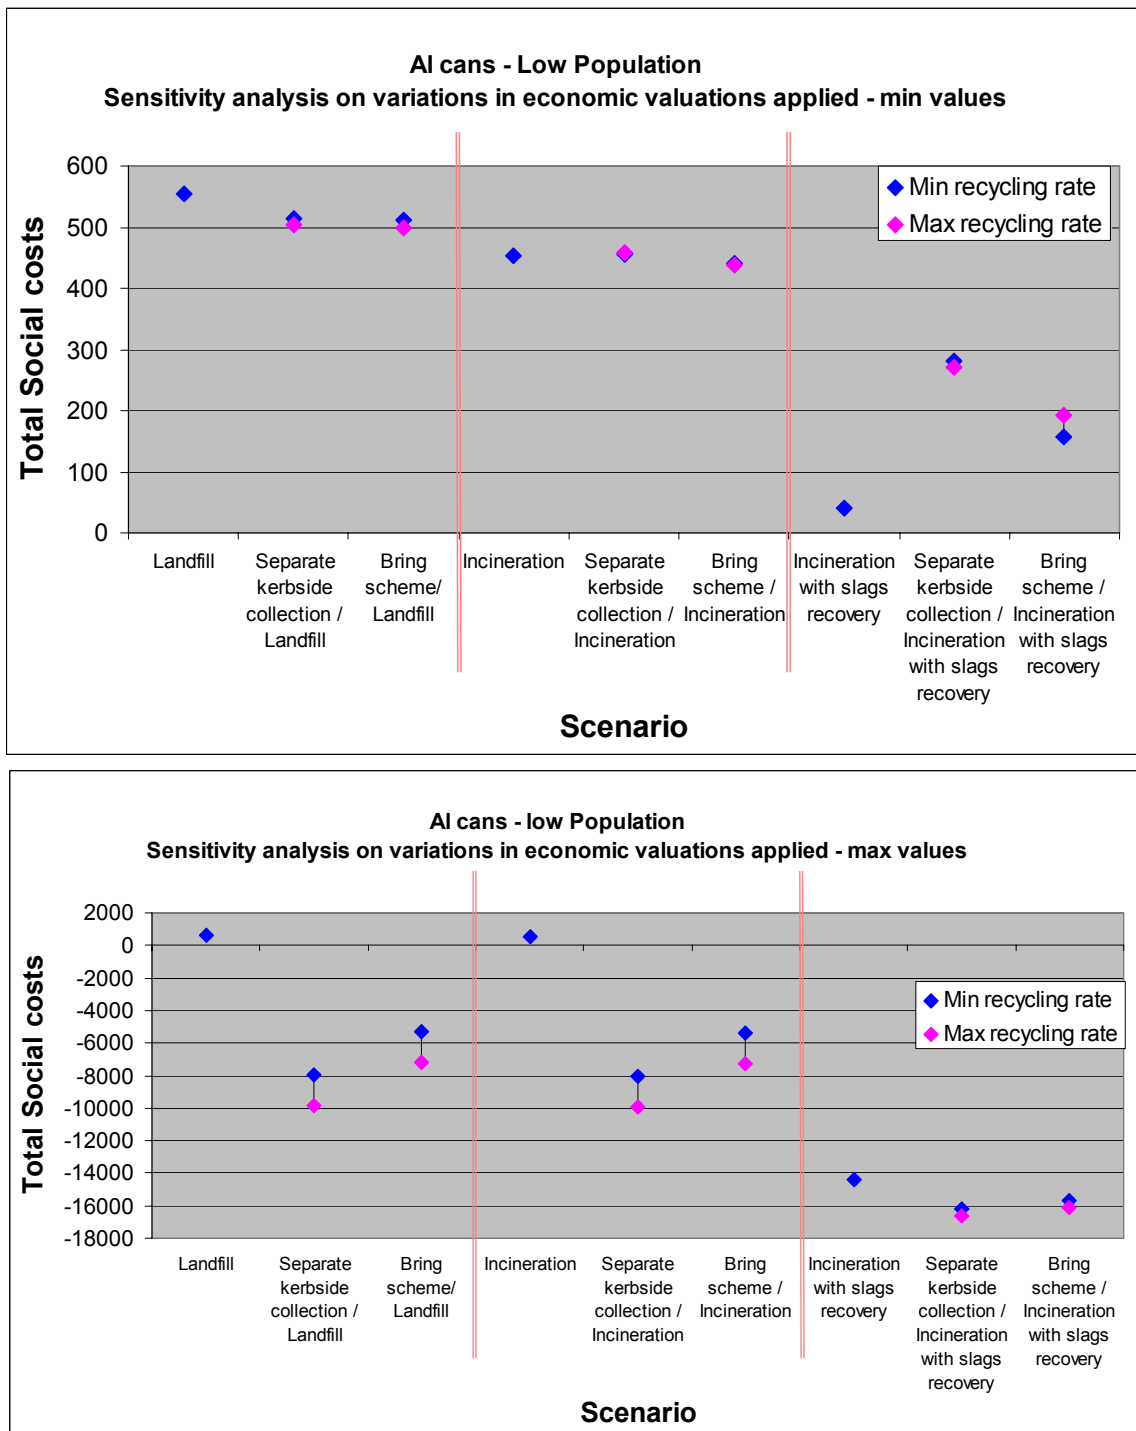 Al cans - Low Population
Sensitivity analysis on variations in economic valuations applied - min values
600
500
400
300
200
100
0
Total Social costs
Min recycling rate
Max recycling rate
Landfill
Separate
kerbside
collection /
Landfill
Bring
scheme/
Landfill
Incineration
Separate
kerbside
collection /
Incineration
Bring
scheme /
Incineration
Incineration
with slags
recovery
Separate
kerbside
collection /
Incineration
with slags
recovery
Bring
scheme /
Incineration
with slags
recovery
Scenario
Al cans - low Population
Sensitivity analysis on variations in economic valuations applied - max values
2000
0
-2000
-4000
-6000
-8000
-10000
-12000
-14000
-16000
-18000
Total Social costs
Min recycling rate
Max recycling rate
Landfill
Separate
kerbside
collection /
Landfill
Bring
scheme/
Landfill
Incineration
Separate
kerbside
collection /
Incineration
Bring
scheme /
Incineration
Incineration
with slags
recovery
Separate
kerbside
collection /
Incineration
with slags
recovery
Bring
scheme /
Incineration
with slags
recovery
Scenario